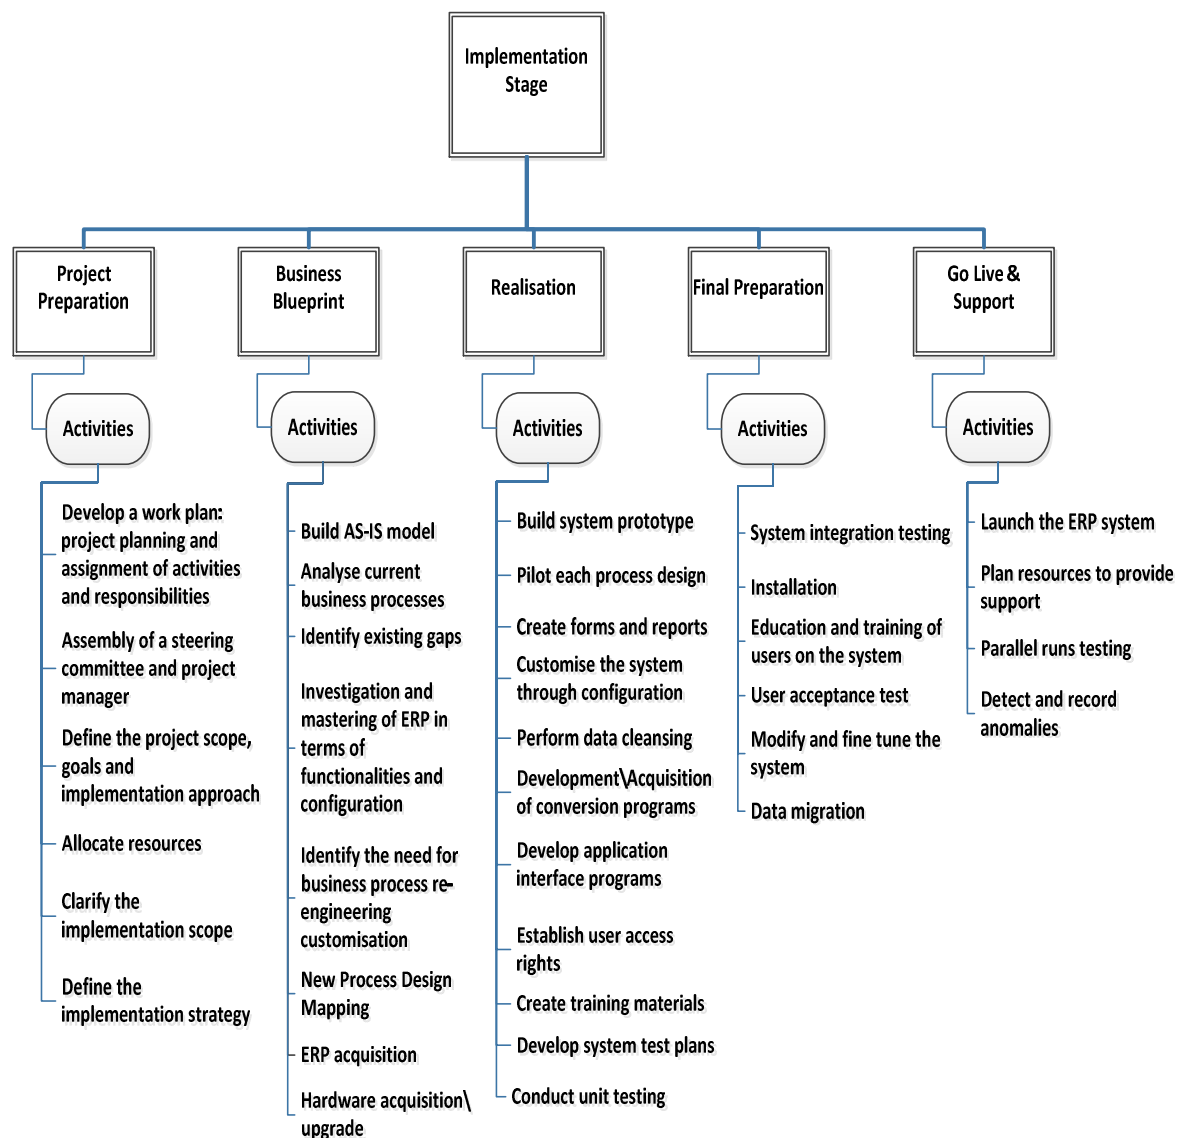 Implementation
Stage
Project
Preparation
Business
Blueprint
Realisation
Final Preparation
Go Live &
Support
Activities
Activities
Activities
Activities
Activities
Develop a work plan:
project planning and
assignment of activities
and responsibilities
Assembly of a steering
committee and project
manager
Define the project scope,
goals and
implementation approach
Allocate resources
Clarify the
implementation scope
Define the
implementation strategy
Build AS-IS model
Analyse current
business processes
Identify existing gaps
Investigation and
mastering of ERP in
terms of
functionalities and
configuration
Identify the need for
business process re-
engineering
customisation
New Process Design
Mapping
ERP acquisition
Hardware acquisition\
upgrade
Build system prototype
Pilot each process design
Create forms and reports
Customise the system
through configuration
Perform data cleansing
Development\Acquisition
of conversion programs
Develop application
interface programs
Establish user access
rights
Create training materials
Develop system test plans
Conduct unit testing
System integration testing
Installation
Education and training of
users on the system
User acceptance test
Modify and fine tune the
system
Data migration
Launch the ERP system
Plan resources to provide
support
Parallel runs testing
Detect and record
anomalies